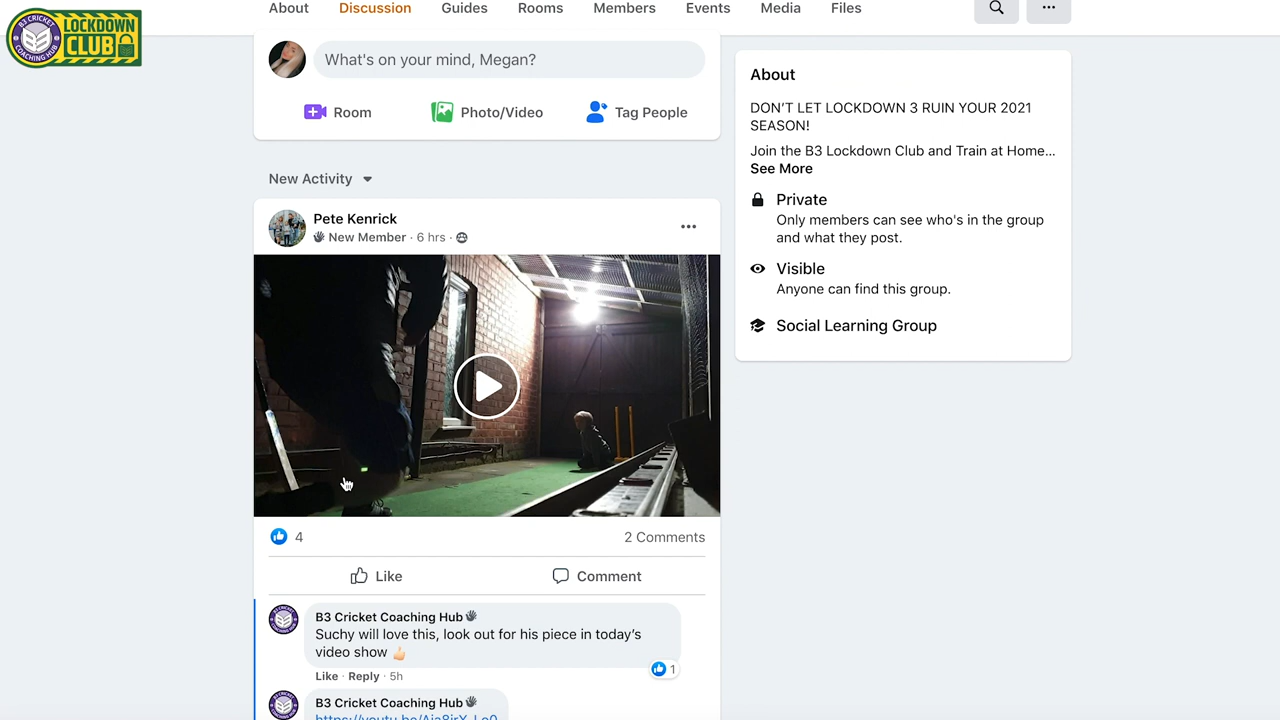 About Discussion Guides Rooms Members Events Media Files
B3 CRICKET
COACHING HUB
LOCKDOWN
CLUB
What's on your mind, Megan?
Room Photo/Video Tag People
New Activity
Pete Kenrick
New Member · 6 hrs ·
4 2 Comments
Like Comment
B3 Cricket Coaching Hub
Suchy will love this, look out for his piece in today's
video show 👍🏻
1
Like · Reply · 5h
B3 Cricket Coaching Hub
About
DON'T LET LOCKDOWN 3 RUIN YOUR 2021
SEASON!
Join the B3 Lockdown Club and Train at Home...
See More
Private
Only members can see who's in the group
and what they post.
Visible
Anyone can find this group.
Social Learning Group